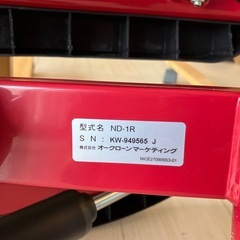 型式名 ND-1R
S N : KW-949565 J
株式会社 オークローンマーケティング
NICE27090953-01